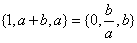 {1, a + b, a} = {0, b/a, b}